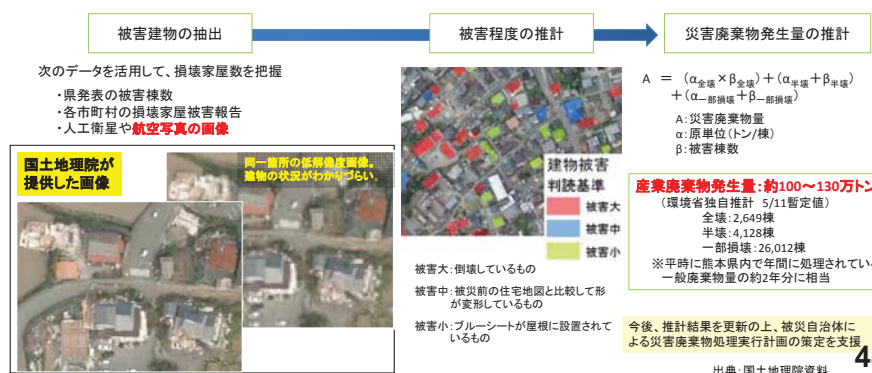 被害建物の抽出
被害程度の推計
災害廃棄物発生量の推計
次のデータを活用して、損壊家屋数を把握
・県発表の被害棟数
・各市町村の損壊家屋被害報告
・人工衛星や航空写真の画像
国土地理院が
提供した画像
同一箇所の低解像度画像。
建物の状況がわかりづらい。
建物被害
判読基準
被害大
被害中
被害小
被害大:倒壊しているもの
被害中:被災前の住宅地図と比較して形
が変形しているもの
被害小:ブルーシートが屋根に設置されて
いるもの
A = (α全壊×β全壊)+(α半壊+β半壊)
+(α一部損壊+β一部損壊)
A:災害廃棄物量
α:原単位(トン/棟)
β:被害棟数
産業廃棄物発生量:約100~130万トン
(環境省独自推計 5/11暫定値)
全壊:2,649棟
半壊:4,128棟
一部損壊:26,012棟
※平時に熊本県内で年間に処理されてい
一般廃棄物量の約2年分に相当
今後、推計結果を更新の上、被災自治体に
よる災害廃棄物処理実行計画の策定を支援
4
出典:国土地理院資料